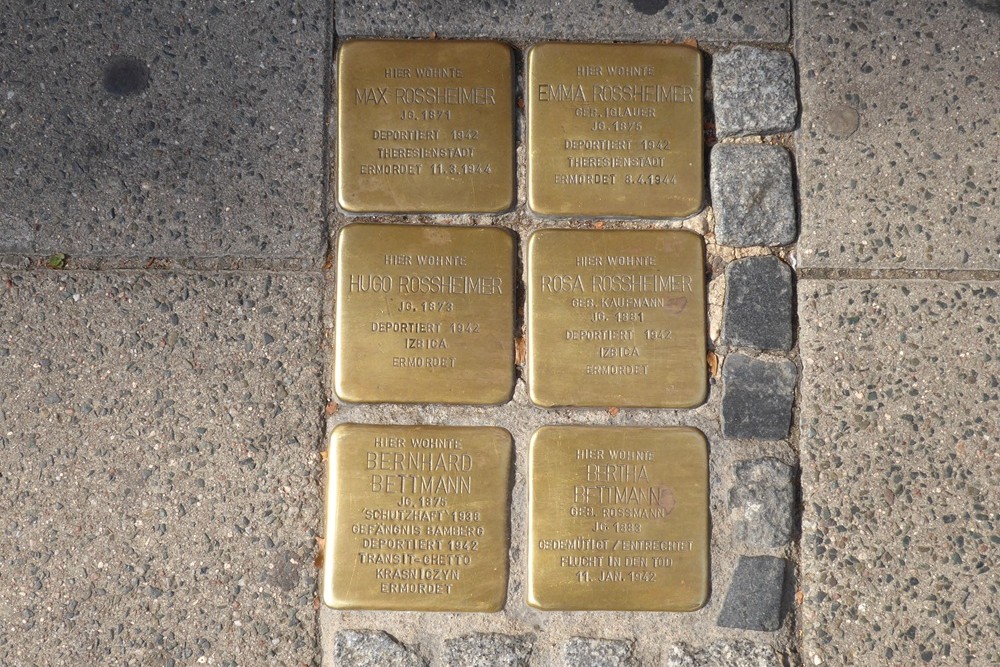 HIER WOHNTE
MAX ROSSHEIMER
JG. 1871
DEPORTIERT 1942
THERESIENSTADT
ERMORDET 11.3.1944
HIER WOHNTE
EMMA ROSSHEIMER
GEB. IGLAUER
JG. 1875
DEPORTIERT 1942
THERESIENSTADT
ERMORDET 8.4.1944
HIER WOHNTE
HUGO ROSSHEIMER
JG. 1873
DEPORTIERT 1942
IZBICA
ERMORDET
HIER WOHNTE
ROSA ROSSHEIMER
GEB. KAUFMANN
JG. 1881
DEPORTIERT 1942
IZBICA
ERMORDET
HIER WOHNTE
BERNHARD
BETTMANN
JG. 1875
'SCHUTZHAFT' 1938
GEFÄNGNIS BAMBERG
DEPORTIERT 1942
TRANSIT-GHETTO
KRASNICZYN
ERMORDET
HIER WOHNTE
BERTHA
BETTMANN
GEB. ROSSMANN
JG. 1883
GEDEMÜTIGT/ENTRECHTET
FLUCHT IN DEN TOD
11. JAN. 1942